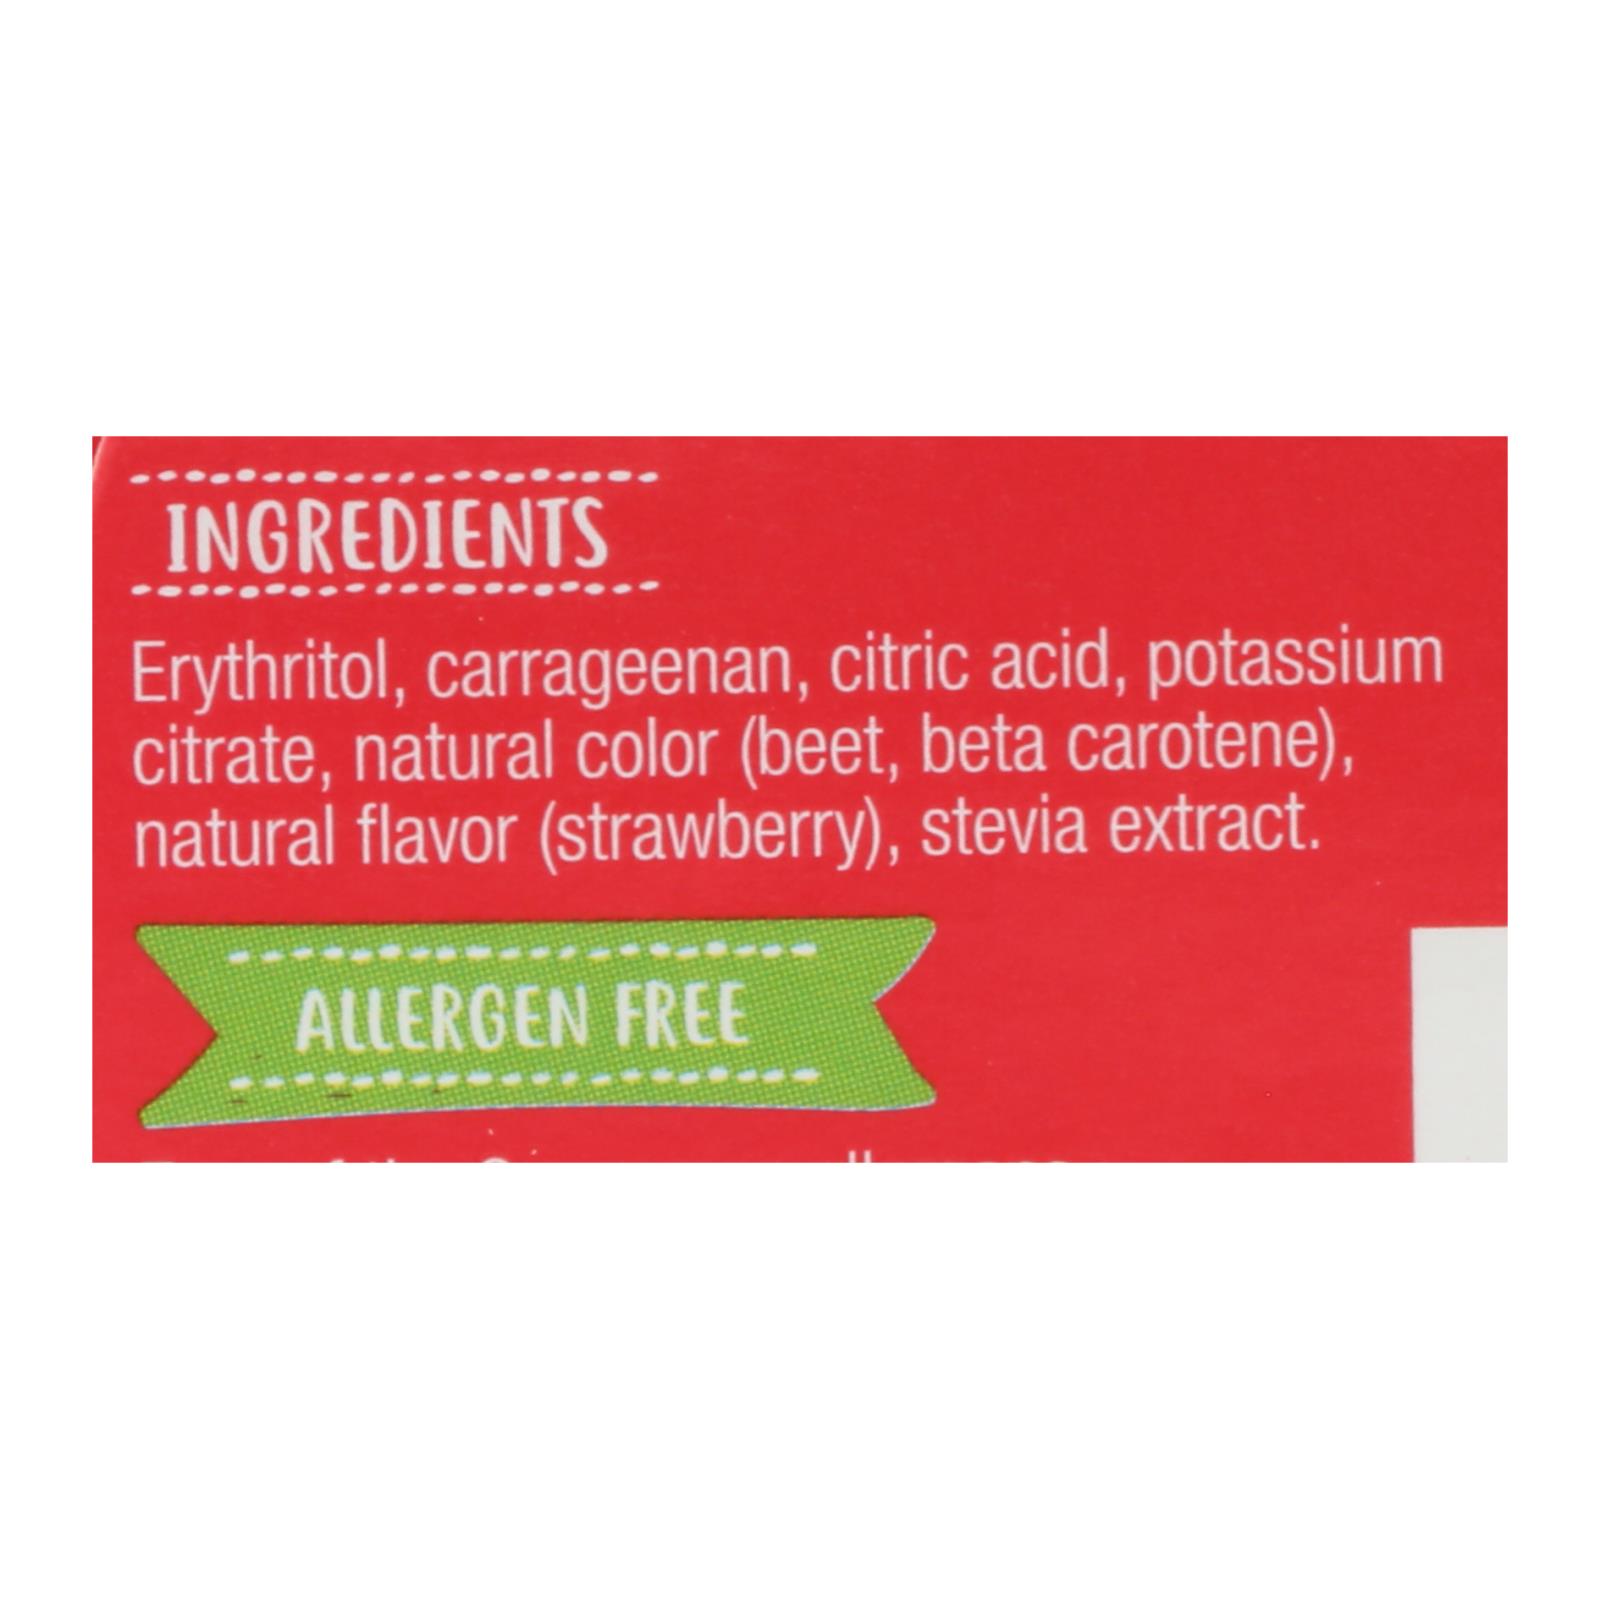 INGREDIENTS
Erythritol, carrageenan, citric acid, potassium
citrate, natural color (beet, beta carotene),
natural flavor (strawberry), stevia extract.
ALLERGEN FREE